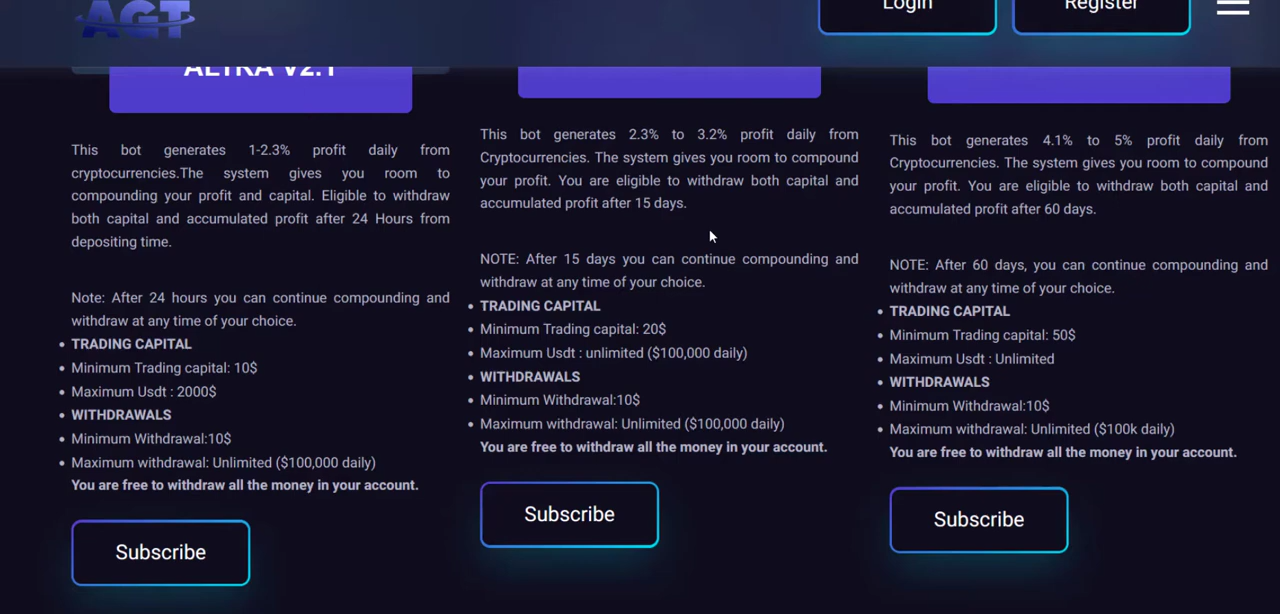 AGT
Login
Register
ALTRA V2.1
This bot generates 1-2.3% profit daily from
cryptocurrencies.The system gives you room to
compounding your profit and capital. Eligible to withdraw
both capital and accumulated profit after 24 Hours from
depositing time.
Note: After 24 hours you can continue compounding and
withdraw at any time of your choice.
TRADING CAPITAL
Minimum Trading capital: 10$
Maximum Usdt : 2000$
WITHDRAWALS
Minimum Withdrawal:10$
Maximum withdrawal: Unlimited ($100,000 daily)
You are free to withdraw all the money in your account.
Subscribe
This bot generates 2.3% to 3.2% profit daily from
Cryptocurrencies. The system gives you room to compound
your profit. You are eligible to withdraw both capital and
accumulated profit after 15 days.
NOTE: After 15 days you can continue compounding and
withdraw at any time of your choice.
TRADING CAPITAL
Minimum Trading capital: 20$
Maximum Usdt : unlimited ($100,000 daily)
WITHDRAWALS
Minimum Withdrawal:10$
Maximum withdrawal: Unlimited ($100,000 daily)
You are free to withdraw all the money in your account.
Subscribe
This bot generates 4.1% to 5% profit daily from
Cryptocurrencies. The system gives you room to compound
your profit. You are eligible to withdraw both capital and
accumulated profit after 60 days.
NOTE: After 60 days, you can continue compounding and
withdraw at any time of your choice.
TRADING CAPITAL
Minimum Trading capital: 50$
Maximum Usdt : Unlimited
WITHDRAWALS
Minimum Withdrawal:10$
Maximum withdrawal: Unlimited ($100k daily)
You are free to withdraw all the money in your account.
Subscribe